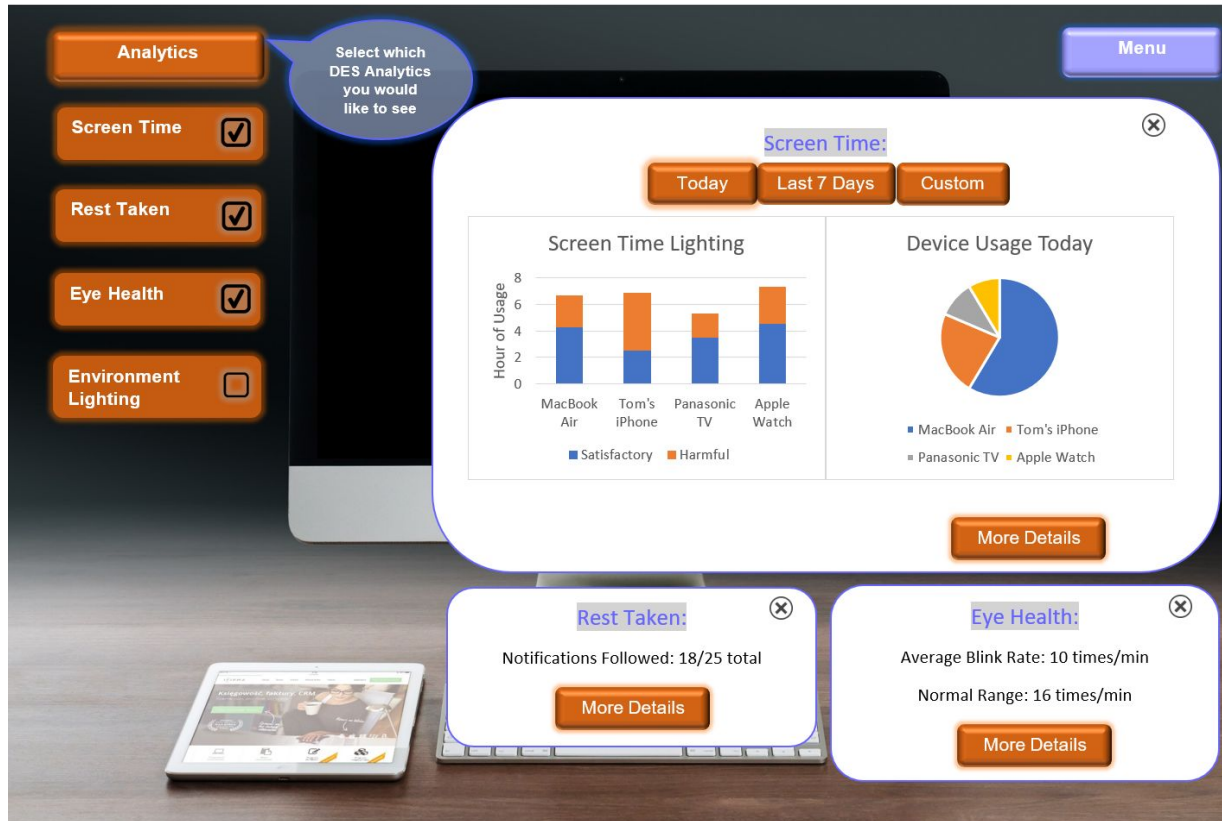 Analytics
Select which
DES Analytics
you would
like to see
Menu
Screen Time
Rest Taken
Eye Health
Environment
Lighting
Screen Time:
Today
Last 7 Days
Custom
Screen Time Lighting
Hour of Usage
8
6
4
2
0
MacBook
Air
Tom's
iPhone
Panasonic
TV
Apple
Watch
Satisfactory
Harmful
Device Usage Today
MacBook Air
Tom's iPhone
Panasonic TV
Apple Watch
More Details
Rest Taken:
Notifications Followed: 18/25 total
More Details
Eye Health:
Average Blink Rate: 10 times/min
Normal Range: 16 times/min
More Details
Księgowość, faktury, CRM